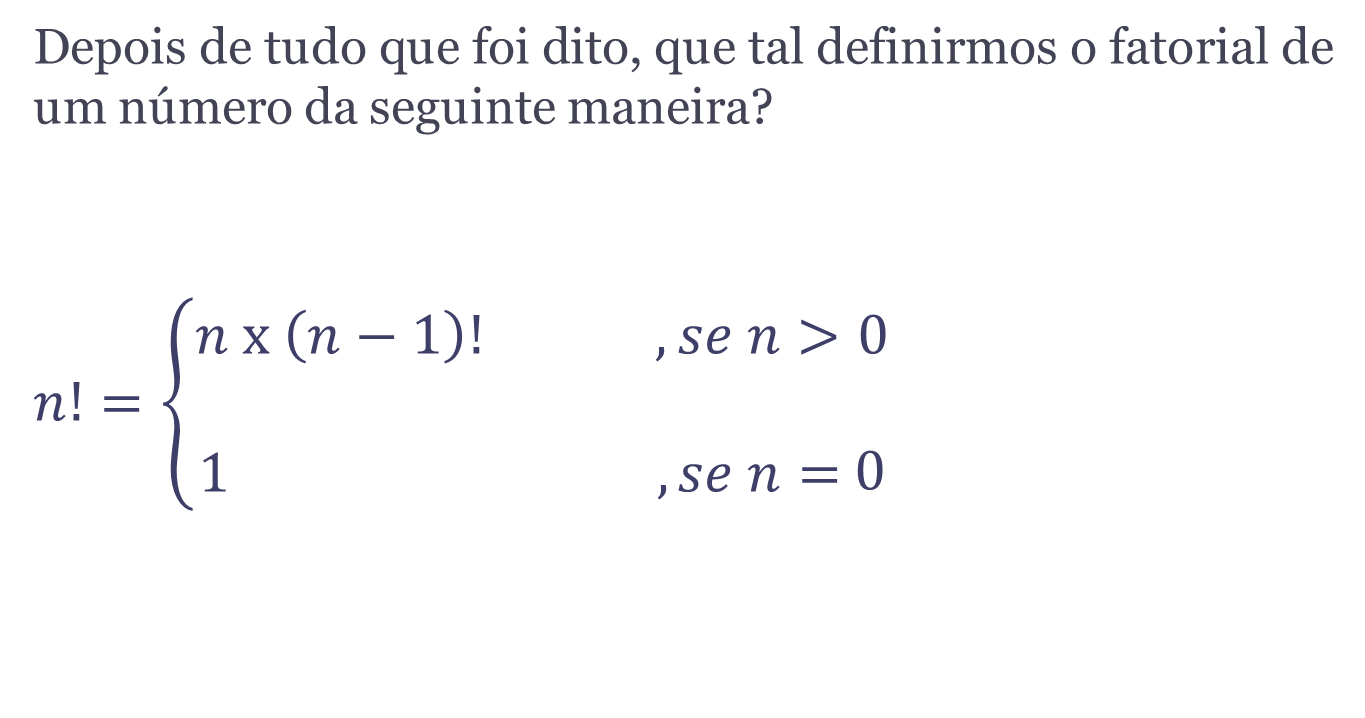 Depois de tudo que foi dito, que tal definirmos o fatorial de
um número da seguinte maneira?
n x (n − 1)! , se n > 0
n! = {
1 , se n = 0